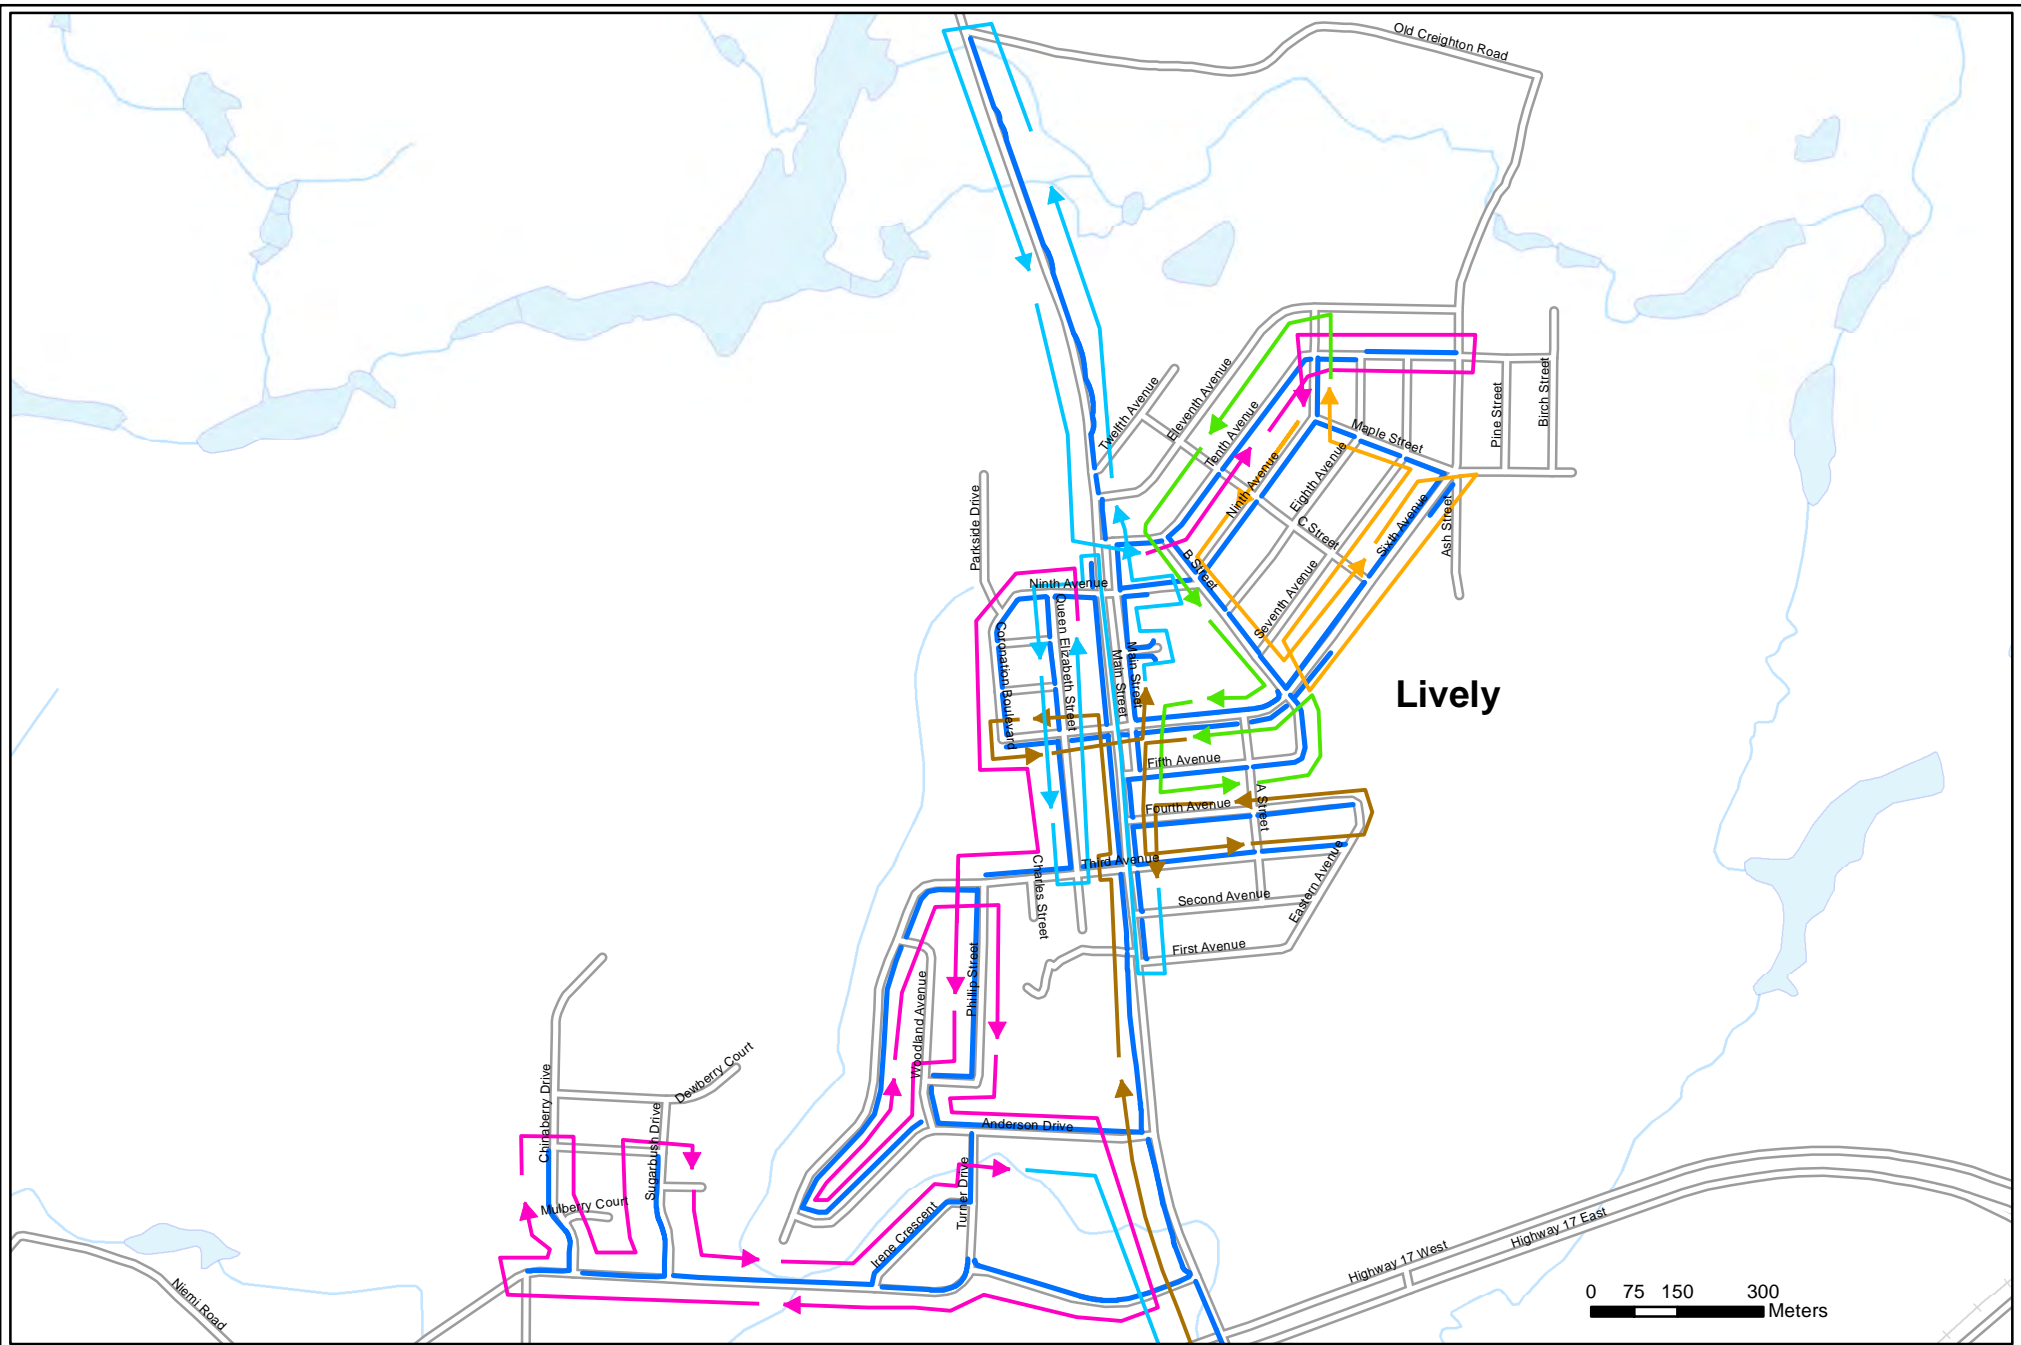 Old Creighton Road
Twelfth Avenue
Eleventh Avenue
Tenth Avenue
Ninth Avenue
Eighth Avenue
Maple Street
Pine Street
Birch Street
Parkside Drive
B Street
C Street
Sixth Avenue
Ash Street
Seventh Avenue
Ninth Avenue
Coronation Boulevard
Queen Elizabeth Street
Main Street
Main Street
Lively
Fifth Avenue
Fourth Avenue
A Street
Third Avenue
Charles Street
Second Avenue
Eastern Avenue
First Avenue
Phillip Street
Woodland Avenue
Anderson Drive
Chinaberry Drive
Dewberry Court
Sugarbush Drive
Mulberry Court
Turner Drive
Irene Crescent
Niemi Road
Highway 17 West
Highway 17 East
0 75 150 300
Meters